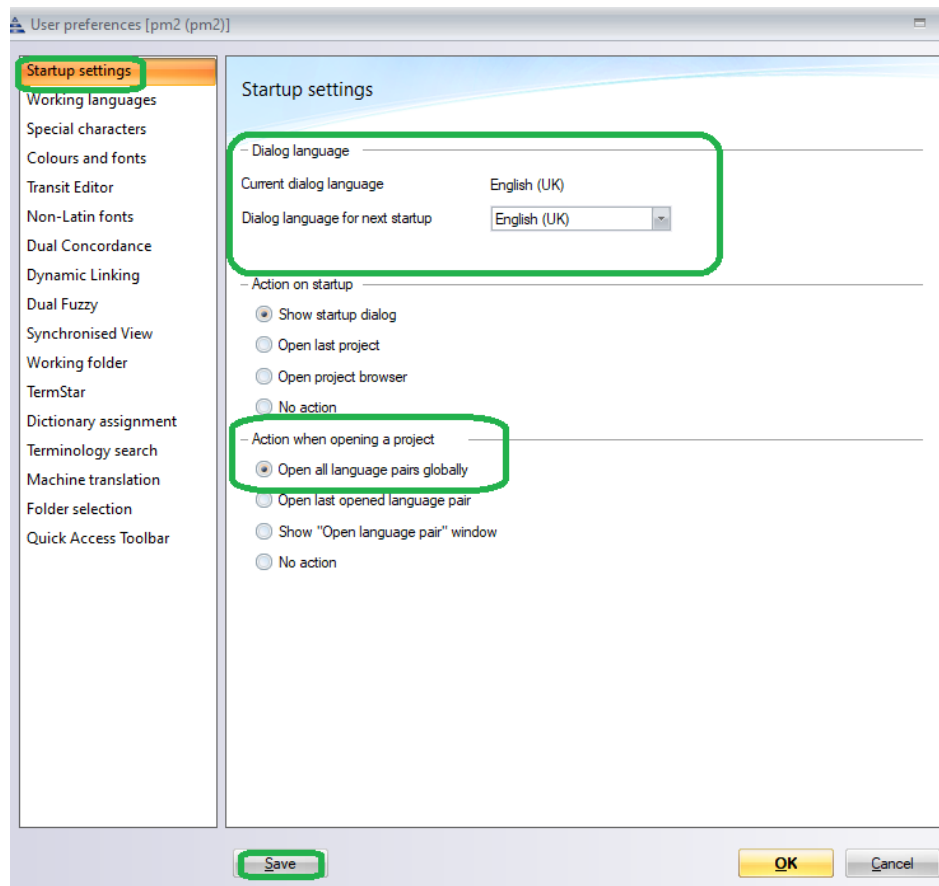 User preferences [pm2 (pm2)]
Startup settings
Working languages
Special characters
Colours and fonts
Transit Editor
Non-Latin fonts
Dual Concordance
Dynamic Linking
Dual Fuzzy
Synchronised View
Working folder
TermStar
Dictionary assignment
Terminology search
Machine translation
Folder selection
Quick Access Toolbar
Startup settings
Dialog language
Current dialog language English (UK)
Dialog language for next startup English (UK)
Action on startup
Show startup dialog
Open last project
Open project browser
No action
Action when opening a project
Open all language pairs globally
Open last opened language pair
Show "Open language pair" window
No action
Save OK Cancel